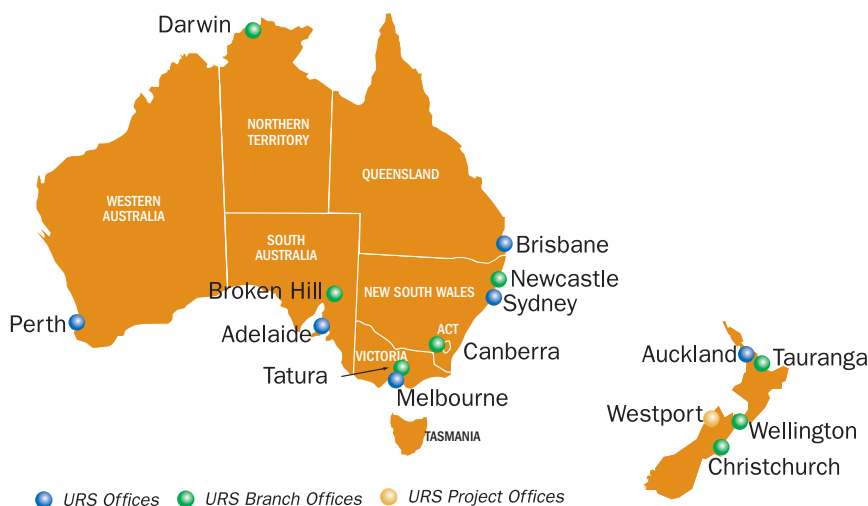 Darwin
NORTHERN
TERRITORY
QUEENSLAND
WESTERN
AUSTRALIA
SOUTH
AUSTRALIA
Brisbane
Broken Hill
NEW SOUTH WALES
Newcastle
Sydney
Perth
Adelaide
ACT
VICTORIA
Canberra
Tatura
Melbourne
TASMANIA
Auckland
Tauranga
Westport
Wellington
Christchurch
URS Offices
URS Branch Offices
URS Project Offices